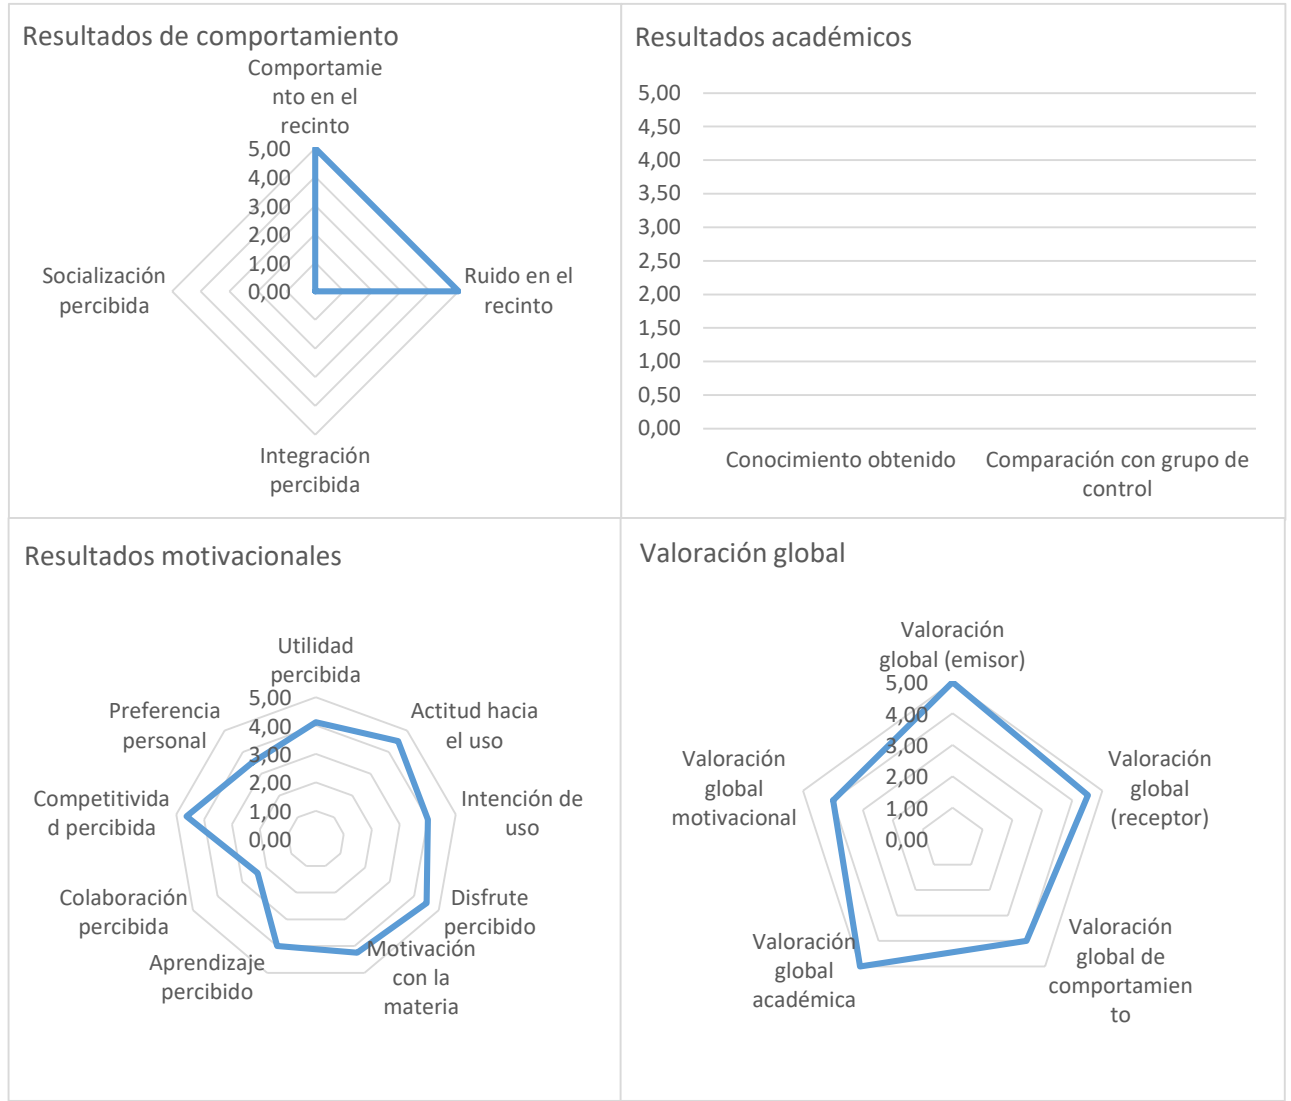 Resultados de comportamiento
Comportamie
nto en el
recinto
5,00
4,00
3,00
2,00
1,00
0,00
Socialización
percibida
Ruido en el
recinto
Integración
percibida
Resultados académicos
5,00
4,50
4,00
3,50
3,00
2,50
2,00
1,50
1,00
0,50
0,00
Conocimiento obtenido
Comparación con grupo de
control
Resultados motivacionales
Utilidad
percibida
5,00
4,00
3,00
2,00
1,00
0,00
Actitud hacia
el uso
Intención de
uso
Disfrute
percibido
Motivación
con la
materia
Aprendizaje
percibido
Colaboración
percibida
Competitivida
d percibida
Preferencia
personal
Valoración global
Valoración
global (emisor)
5,00
4,00
3,00
2,00
1,00
0,00
Valoración
global
(receptor)
Valoración
global de
comportamien
to
Valoración
global
académica
Valoración
global
motivacional